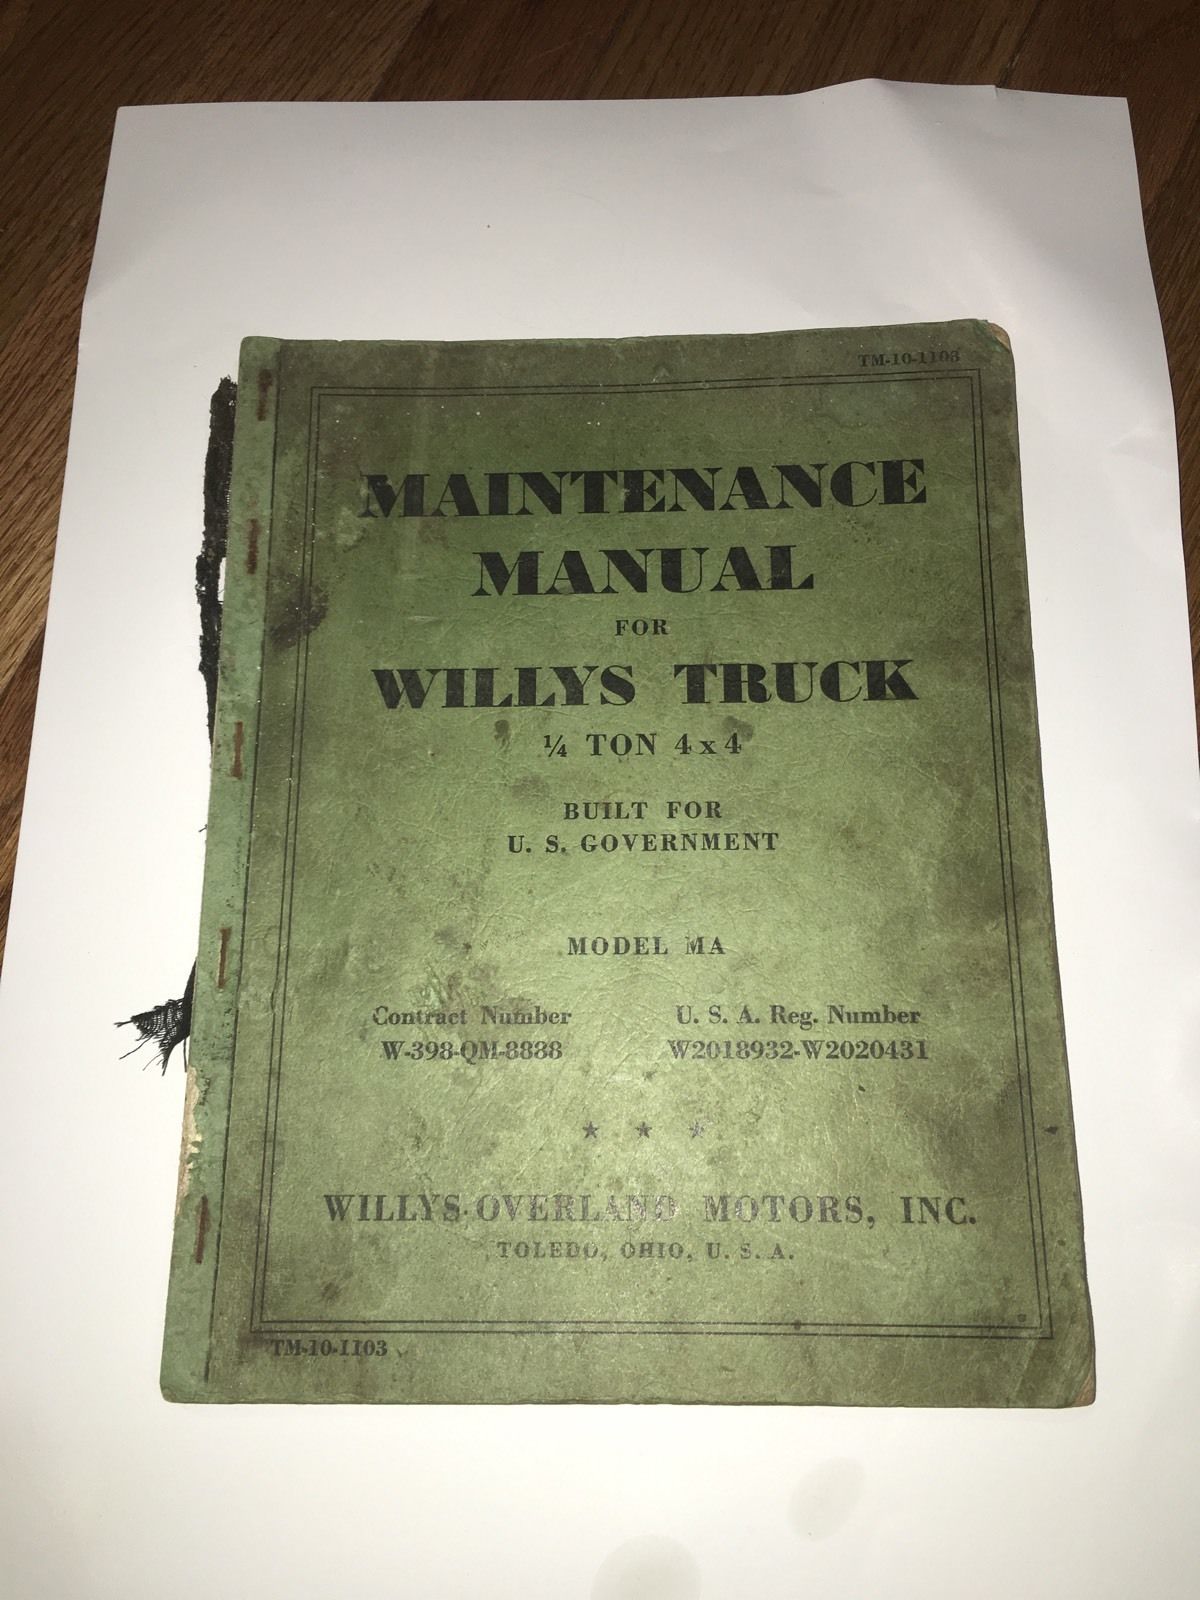 TM-10-1103
MAINTENANCE
MANUAL
FOR
WILLYS TRUCK
¼ TON 4x4
BUILT FOR
U. S. GOVERNMENT
MODEL MA
Contract Number U. S. A. Reg. Number
W-398-QM-8888 W2018932-W2020431
★ ★ ★
WILLYS-OVERLAND MOTORS, INC.
TOLEDO, OHIO, U. S. A.
TM-10-1103